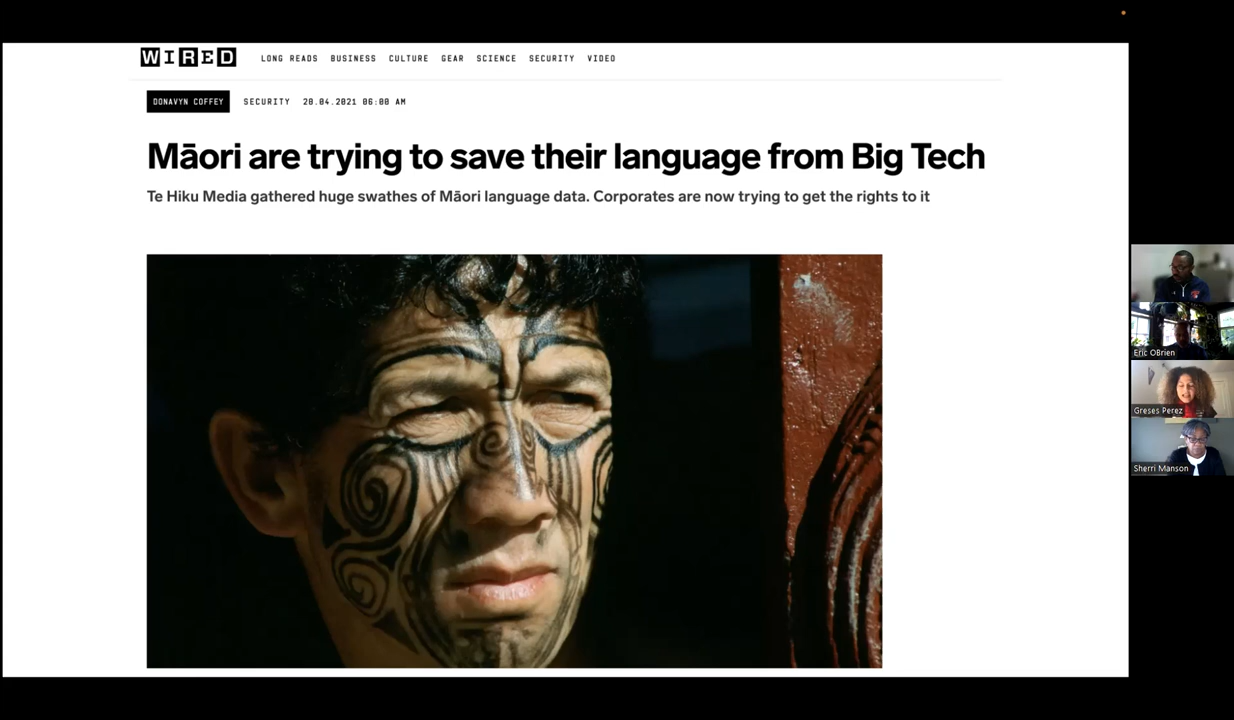 WIRED
LONG READS BUSINESS CULTURE GEAR SCIENCE SECURITY VIDEO
DONAVYN COFFEY SECURITY 20.04.2021 06:00 AM
Māori are trying to save their language from Big Tech
Te Hiku Media gathered huge swathes of Māori language data. Corporates are now trying to get the rights to it
Eric OBrien
Greses Perez
Sherri Manson